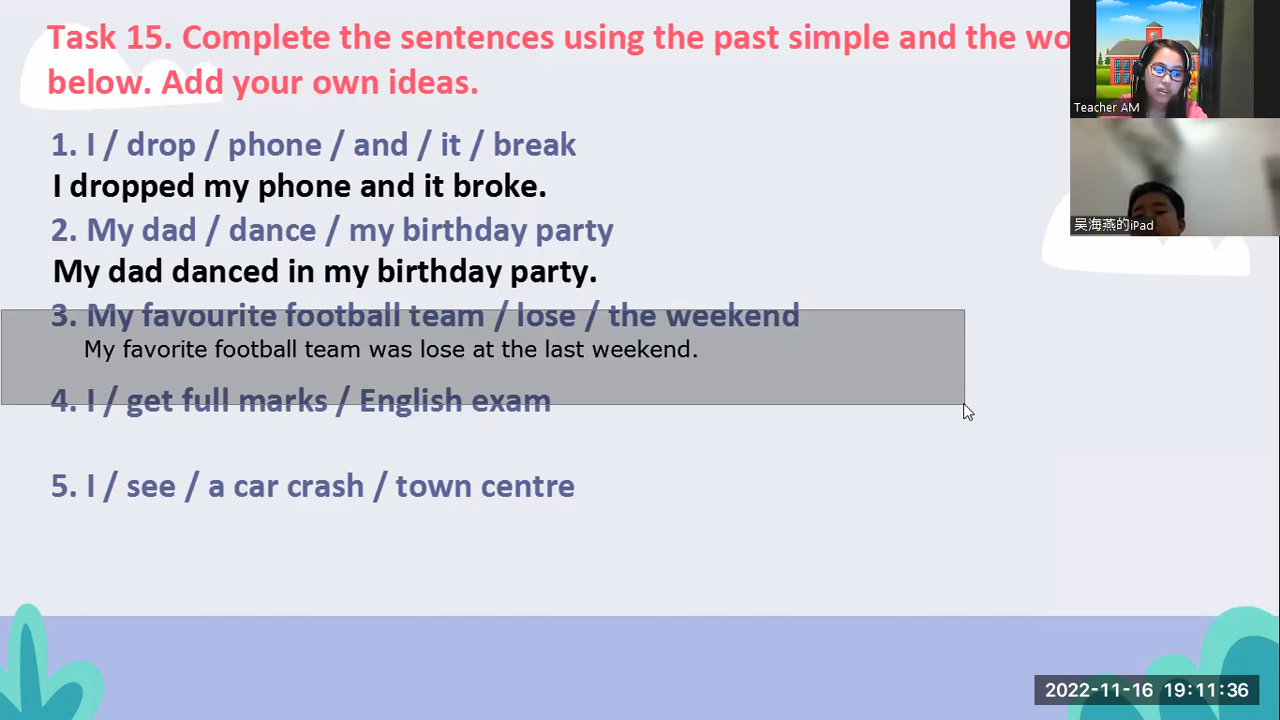 Task 15. Complete the sentences using the past simple and the
below. Add your own ideas.
1. I / drop / phone / and / it / break
I dropped my phone and it broke.
2. My dad / dance / my birthday party
My dad danced in my birthday party.
3. My favourite football team / lose / the weekend
My favorite football team was lose at the last weekend.
4. I / get full marks / English exam
5. I / see / a car crash / town centre
Teacher AM
吴海燕的iPad
2022-11-16 19:11:36